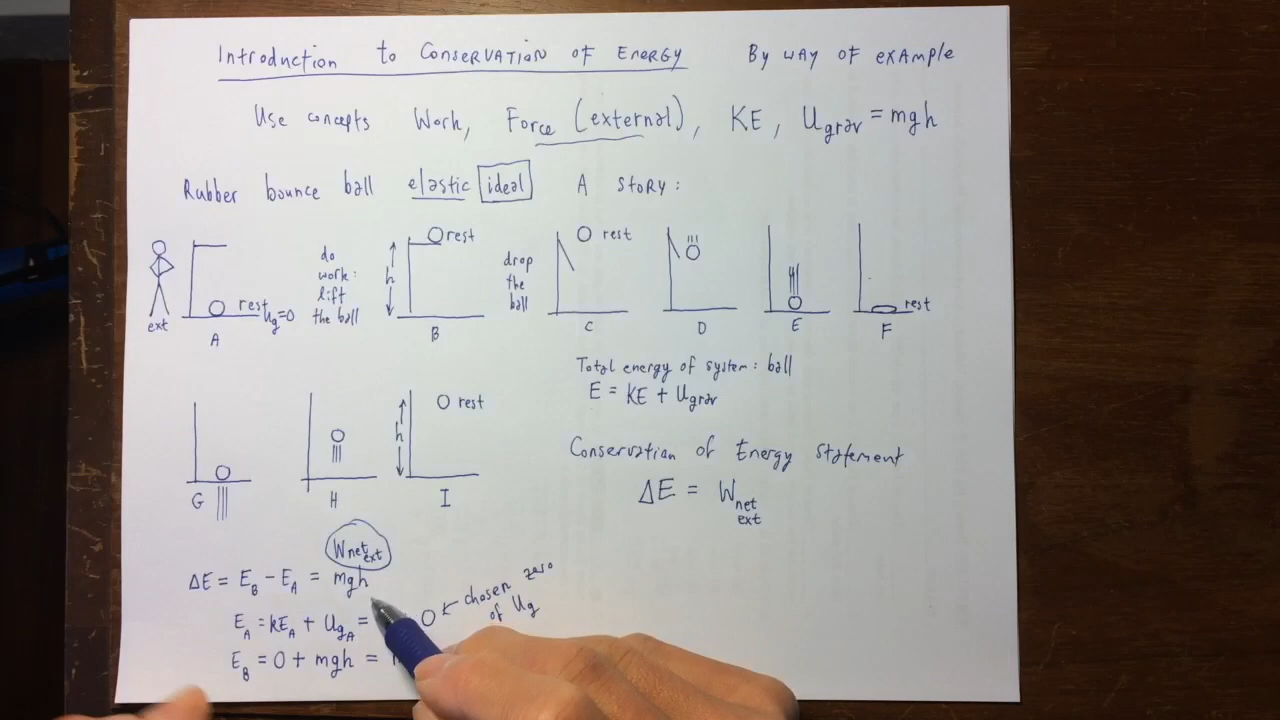 Introduction to Conservation of Energy By way of example
Use concepts Work, Force (external), KE, Ugrav = mgh
Rubber bounce ball elastic ideal A story:
ext
rest
Ug=0
A
do
work:
lift
the ball
h
rest
B
drop
the
ball
rest
C
D
E
rest
F
Total energy of system: ball
E = KE + Ugrav
G
H
h
rest
I
Conservation of Energy Statement
ΔE = Wnet
ext
Wnet ext
ΔE = EB - EA = mgh
EA = KEA + UgA =
0 ← chosen zero
of Ug
EB = 0 + mgh =